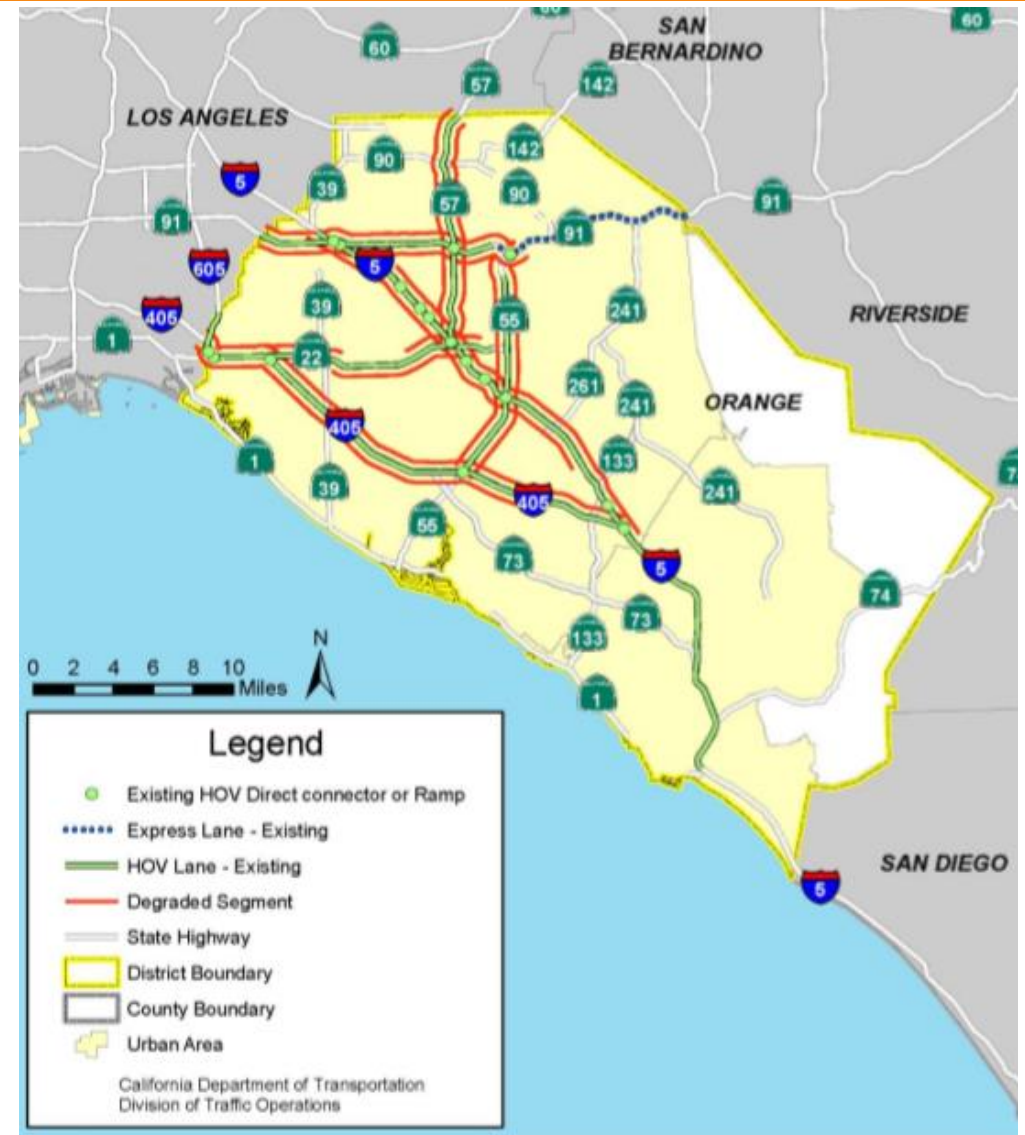 60
60
SAN
BERNARDINO
57
142
LOS ANGELES
142
90
5
39
90
91
57
91
91
5
605
RIVERSIDE
39
241
405
55
1
22
261
ORANGE
241
405
133
1
39
241
405
55
5
73
74
73
133
N
0 2 4 6 8 10
Miles
1
Legend
Existing HOV Direct connector or Ramp
Express Lane - Existing
HOV Lane - Existing
SAN DIEGO
5
Degraded Segment
State Highway
District Boundary
County Boundary
Urban Area
California Department of Transportation
Division of Traffic Operations